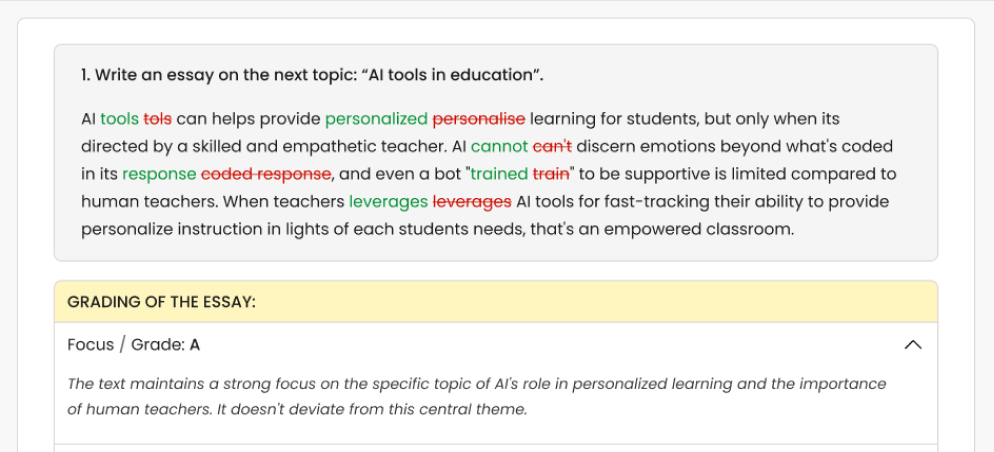 1. Write an essay on the next topic: “AI tools in education”.
AI tools tols can helps provide personalized personalise learning for students, but only when its
directed by a skilled and empathetic teacher. AI cannot can't discern emotions beyond what's coded
in its response coded response, and even a bot "trained train" to be supportive is limited compared to
human teachers. When teachers leverages leverages AI tools for fast-tracking their ability to provide
personalize instruction in lights of each students needs, that's an empowered classroom.
GRADING OF THE ESSAY:
Focus / Grade: A
The text maintains a strong focus on the specific topic of AI's role in personalized learning and the importance
of human teachers. It doesn't deviate from this central theme.